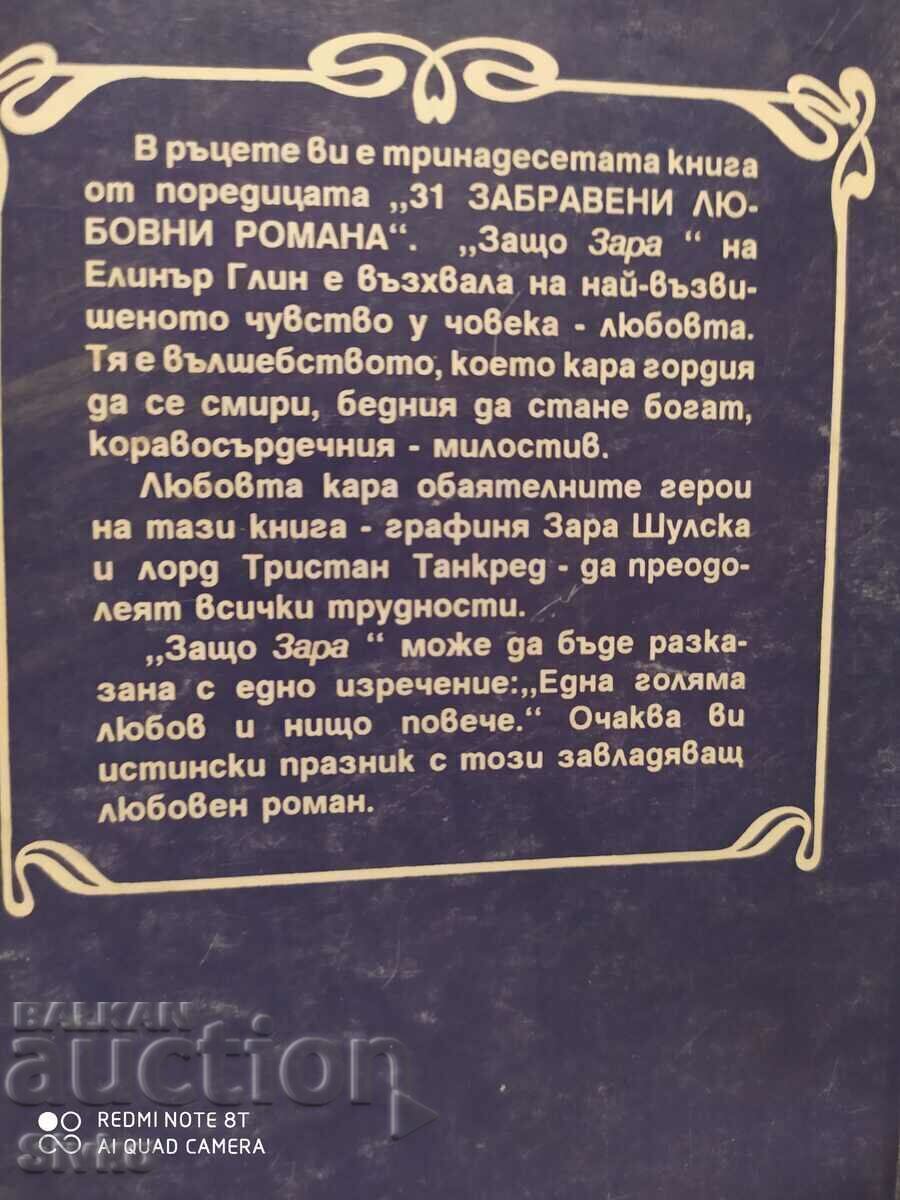 В ръцете ви е тринадесетата книга
от поредицата „31 ЗАБРАВЕНИ ЛЮ-
БОВНИ РОМАНА“. „Защо Зара “ на
Елинър Глин е възхвала на най-възви-
шеното чувство у човека - любовта.
Тя е вълшебството, което кара гордия
да се смири, бедния да стане богат,
коравосърдечния - милостив.
Любовта кара обаятелните герои
на тази книга - графиня Зара Шулска
и лорд Тристан Танкред - да преодо-
леят всички трудности.
„Защо Зара “ може да бъде разка-
зана с едно изречение:„Една голяма
любов и нищо повече.“ Очаква ви
истински празник с този завладяващ
любовен роман.
BALKAN
auction
REDMI NOTE 8T
AI QUAD CAMERA